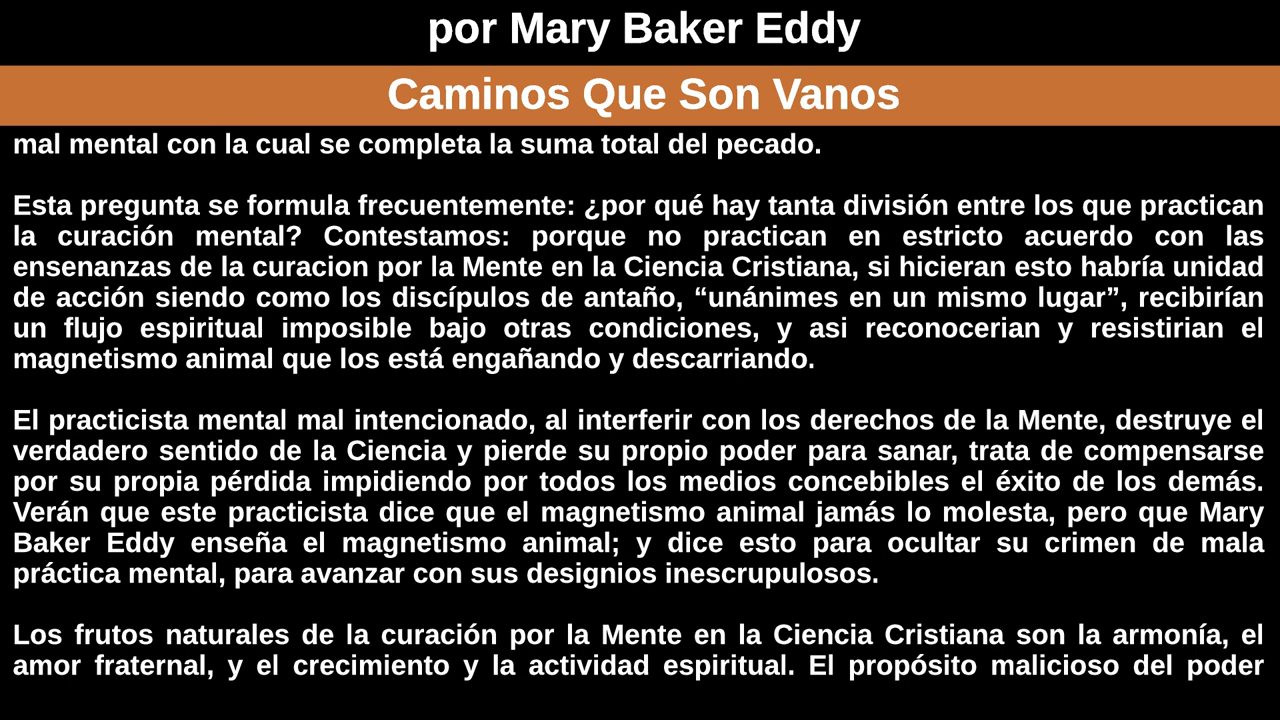 por Mary Baker Eddy
Caminos Que Son Vanos
mal mental con la cual se completa la suma total del pecado.
Esta pregunta se formula frecuentemente: ¿por qué hay tanta división entre los que practican
la curación mental? Contestamos: porque no practican en estricto acuerdo con las
ensenanzas de la curacion por la Mente en la Ciencia Cristiana, si hicieran esto habría unidad
de acción siendo como los discípulos de antaño, “unánimes en un mismo lugar”, recibirían
un flujo espiritual imposible bajo otras condiciones, y asi reconocerian y resistirian el
magnetismo animal que los está engañando y descarriando.
El practicista mental mal intencionado, al interferir con los derechos de la Mente, destruye el
verdadero sentido de la Ciencia y pierde su propio poder para sanar, trata de compensarse
por su propia pérdida impidiendo por todos los medios concebibles el éxito de los demás.
Verán que este practicista dice que el magnetismo animal jamás lo molesta, pero que Mary
Baker Eddy enseña el magnetismo animal; y dice esto para ocultar su crimen de mala
práctica mental, para avanzar con sus designios inescrupulosos.
Los frutos naturales de la curación por la Mente en la Ciencia Cristiana son la armonía, el
amor fraternal, y el crecimiento y la actividad espiritual. El propósito malicioso del poder